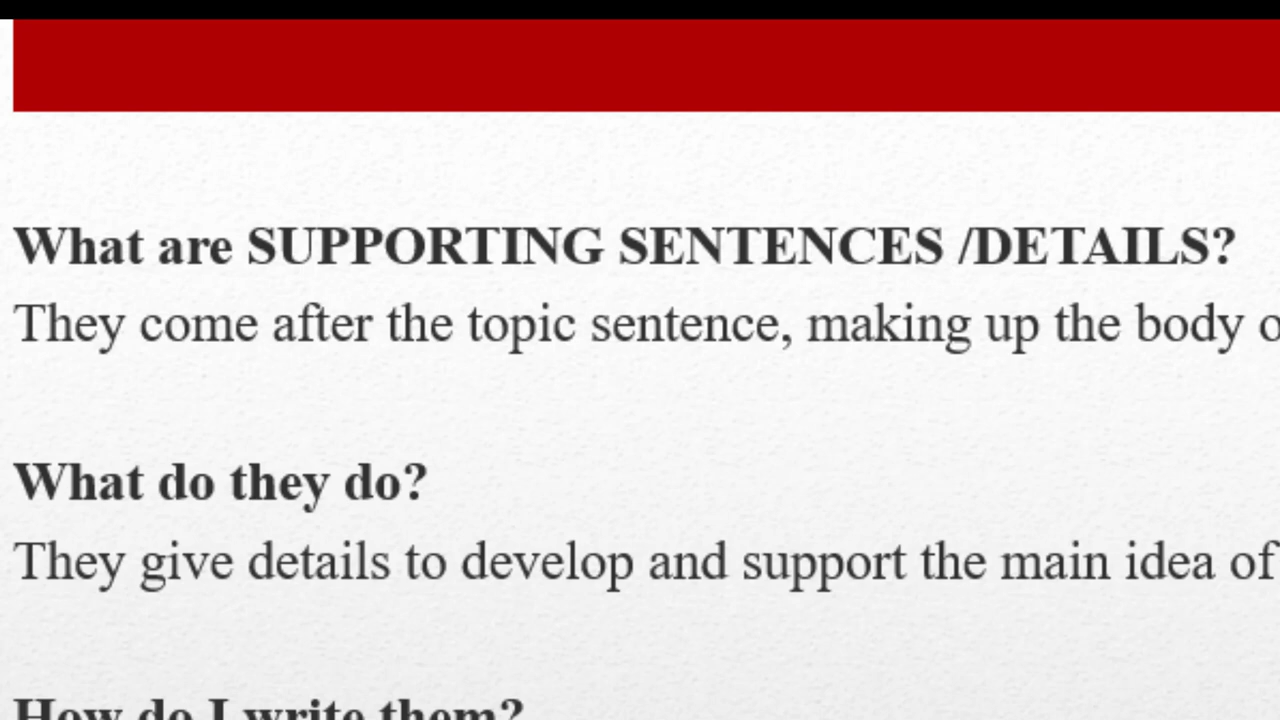 What are SUPPORTING SENTENCES /DETAILS?
They come after the topic sentence, making up the body
What do they do?
They give details to develop and support the main idea of
How do I write them?